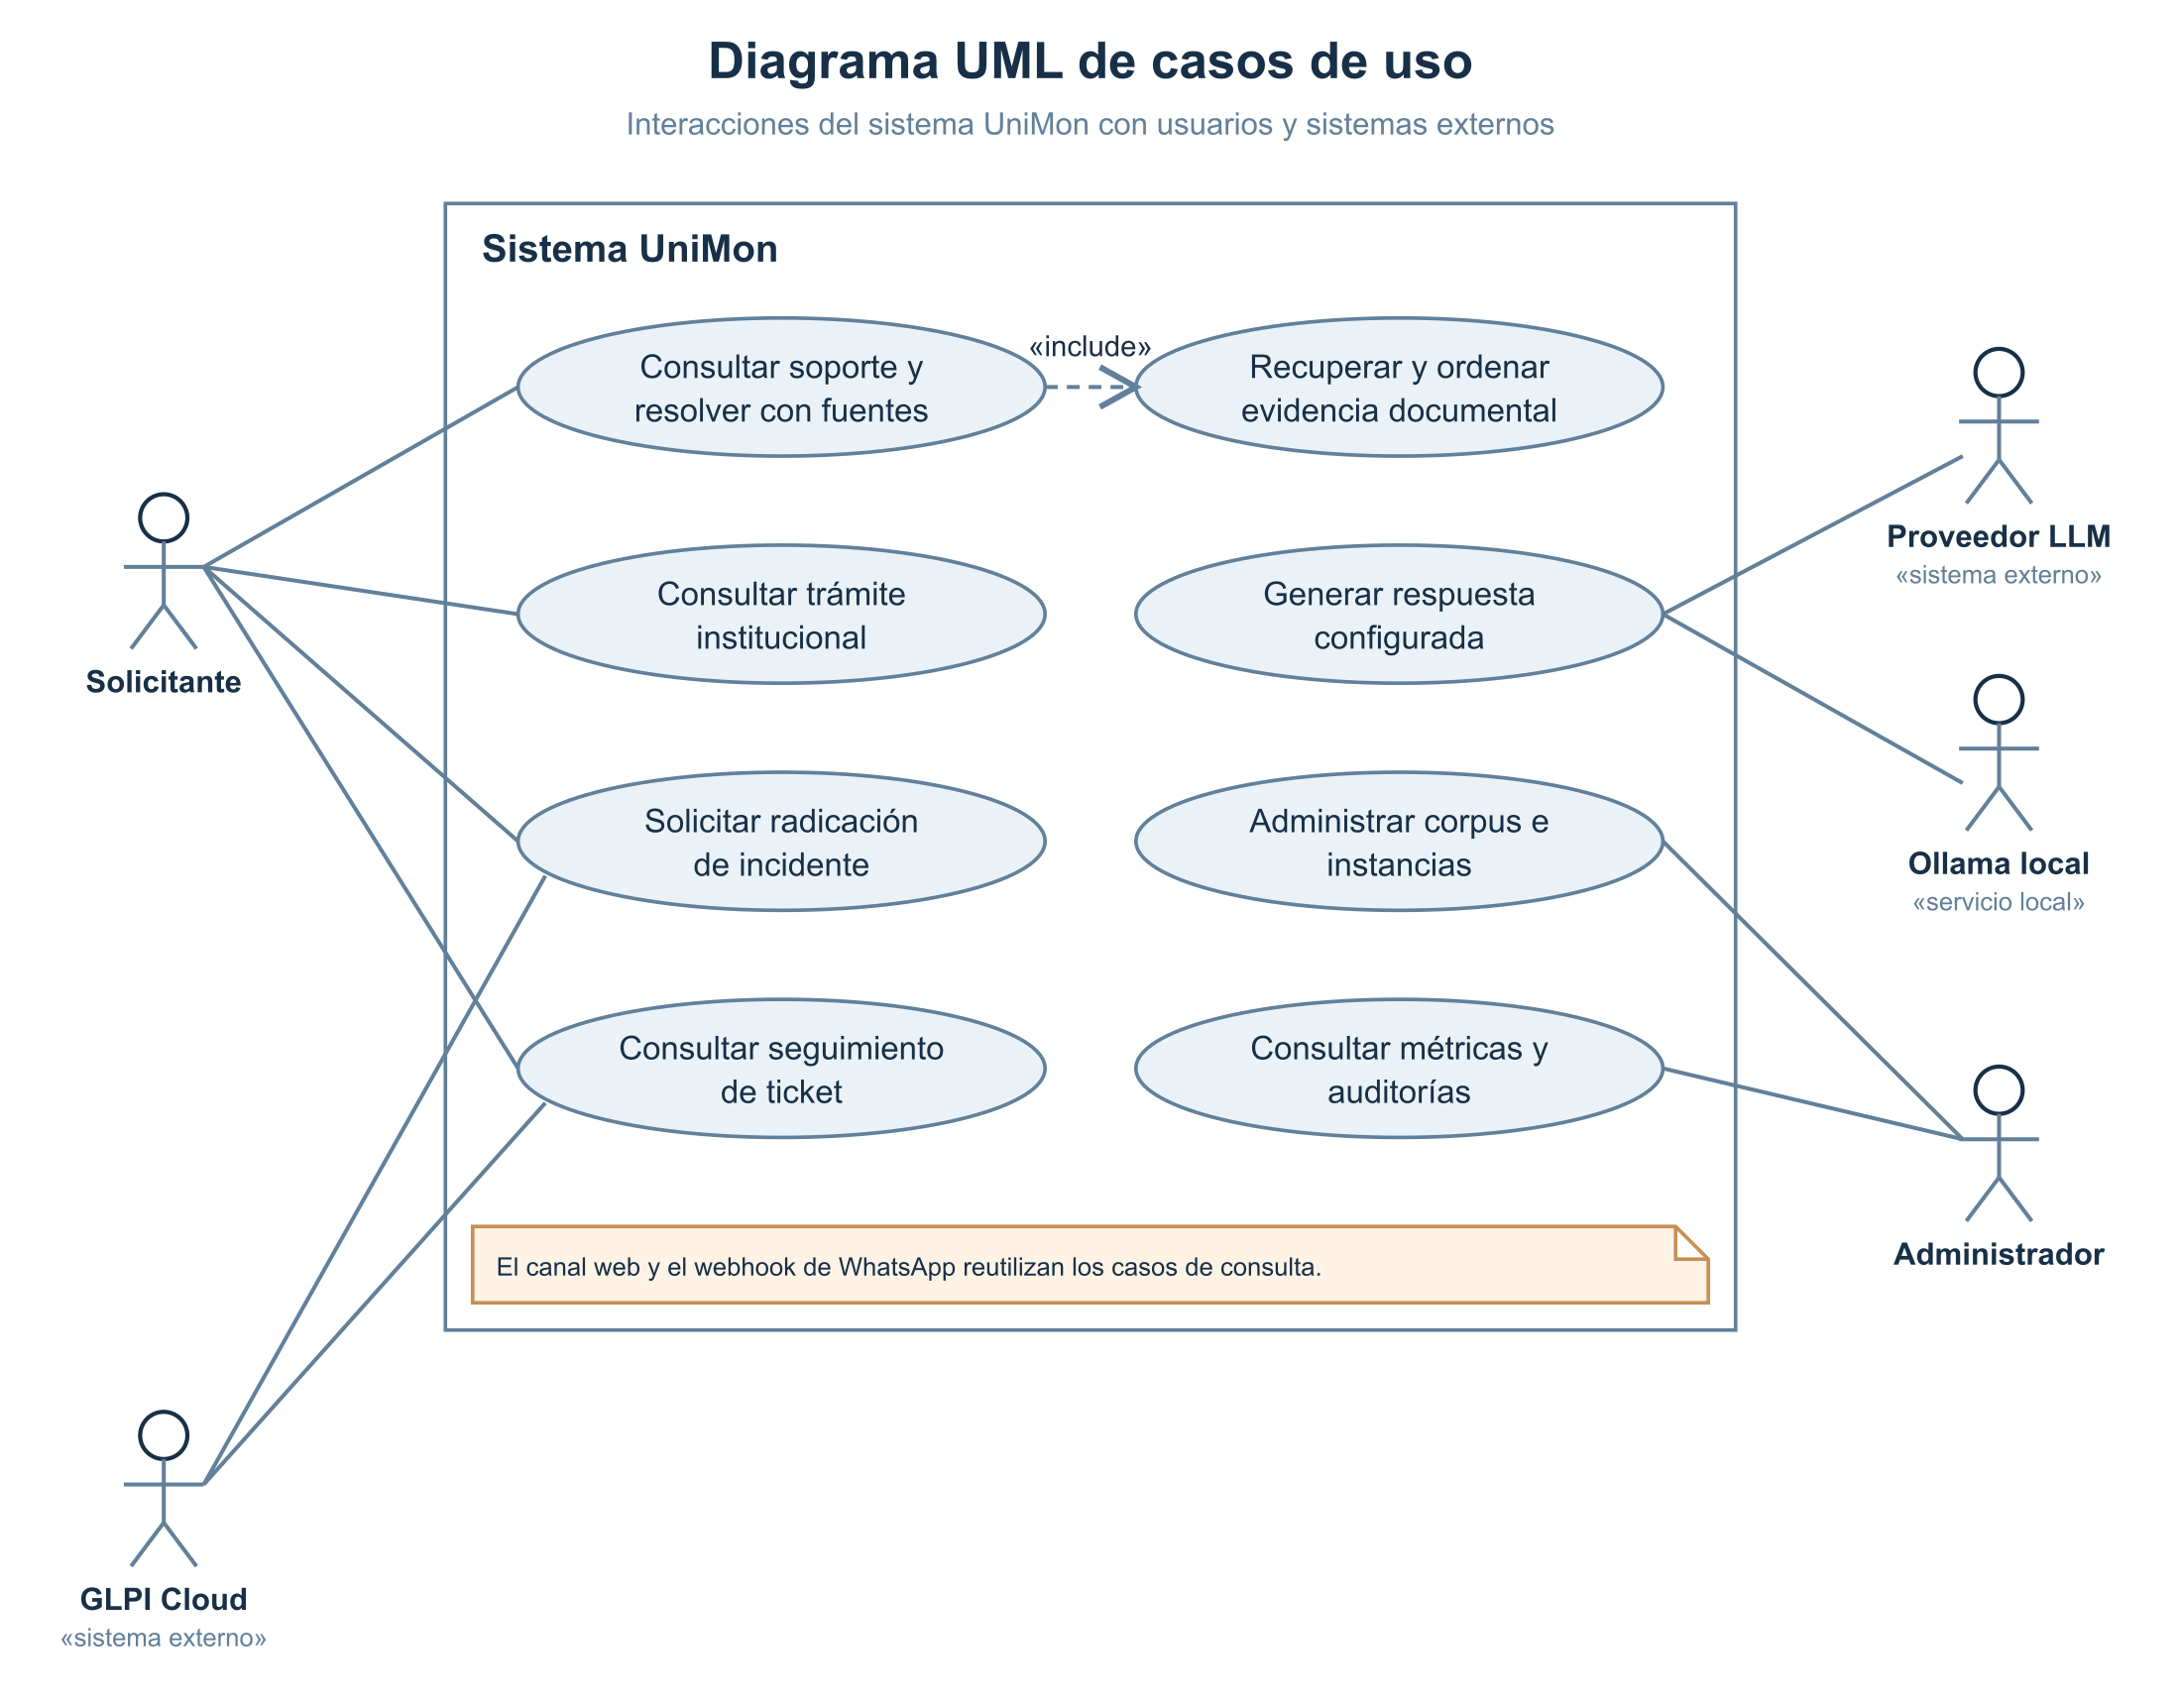 Diagrama UML de casos de uso
Interacciones del sistema UniMon con usuarios y sistemas externos
Sistema UniMon
Consultar soporte y
resolver con fuentes
«include»
Recuperar y ordenar
evidencia documental
Proveedor LLM
«sistema externo»
Solicitante
Consultar trámite
institucional
Generar respuesta
configurada
Ollama local
«servicio local»
Solicitar radicación
de incidente
Administrar corpus e
instancias
Consultar seguimiento
de ticket
Consultar métricas y
auditorías
Administrador
El canal web y el webhook de WhatsApp reutilizan los casos de consulta.
GLPI Cloud
«sistema externo»